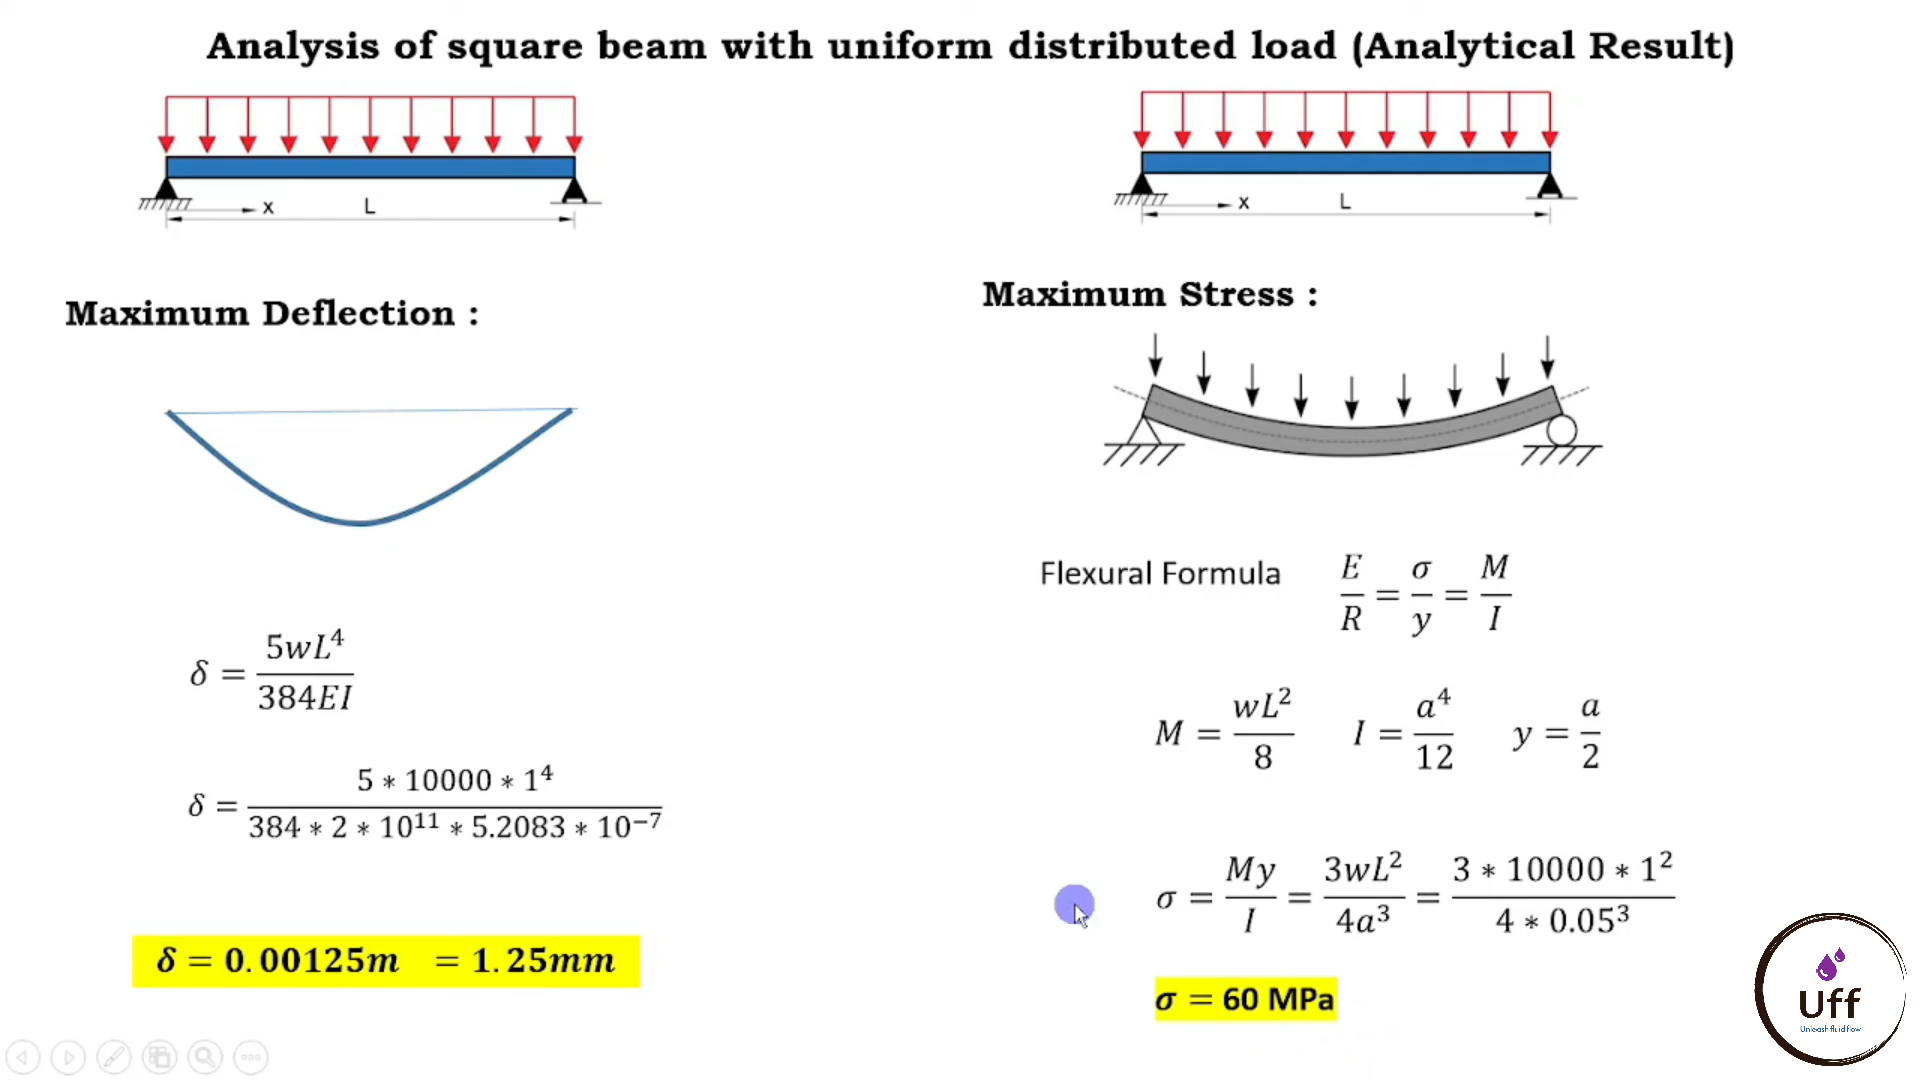 Analysis of square beam with uniform distributed load (Analytical Result)
x L
x L
Maximum Deflection :
δ = 5wL⁴ / 384EI
δ = 5 * 10000 * 1⁴ / 384 * 2 * 10¹¹ * 5.2083 * 10⁻⁷
δ = 0.00125m = 1.25mm
Maximum Stress :
Flexural Formula E/R = σ/y = M/I
M = wL²/8 I = a⁴/12 y = a/2
σ = My/I = 3wL²/4a³ = 3 * 10000 * 1² / 4 * 0.05³
σ = 60 MPa
Uff
Unleash fluid flow